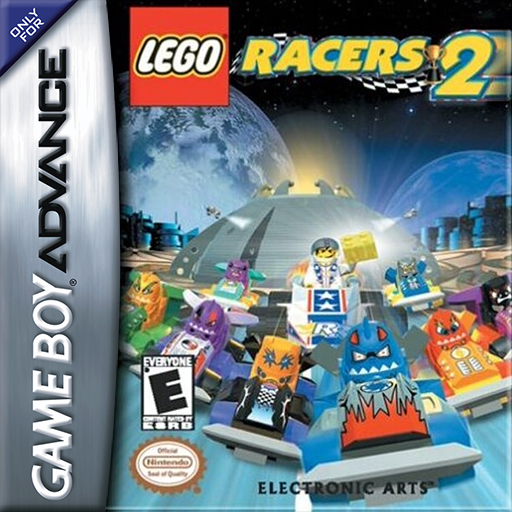 ONLY
FOR
GAME BOY ADVANCE
LEGO
RACERS 2
EVERYONE
E
CONTENT RATED BY
ESRB
Official
Nintendo
Seal of Quality
ELECTRONIC ARTS™